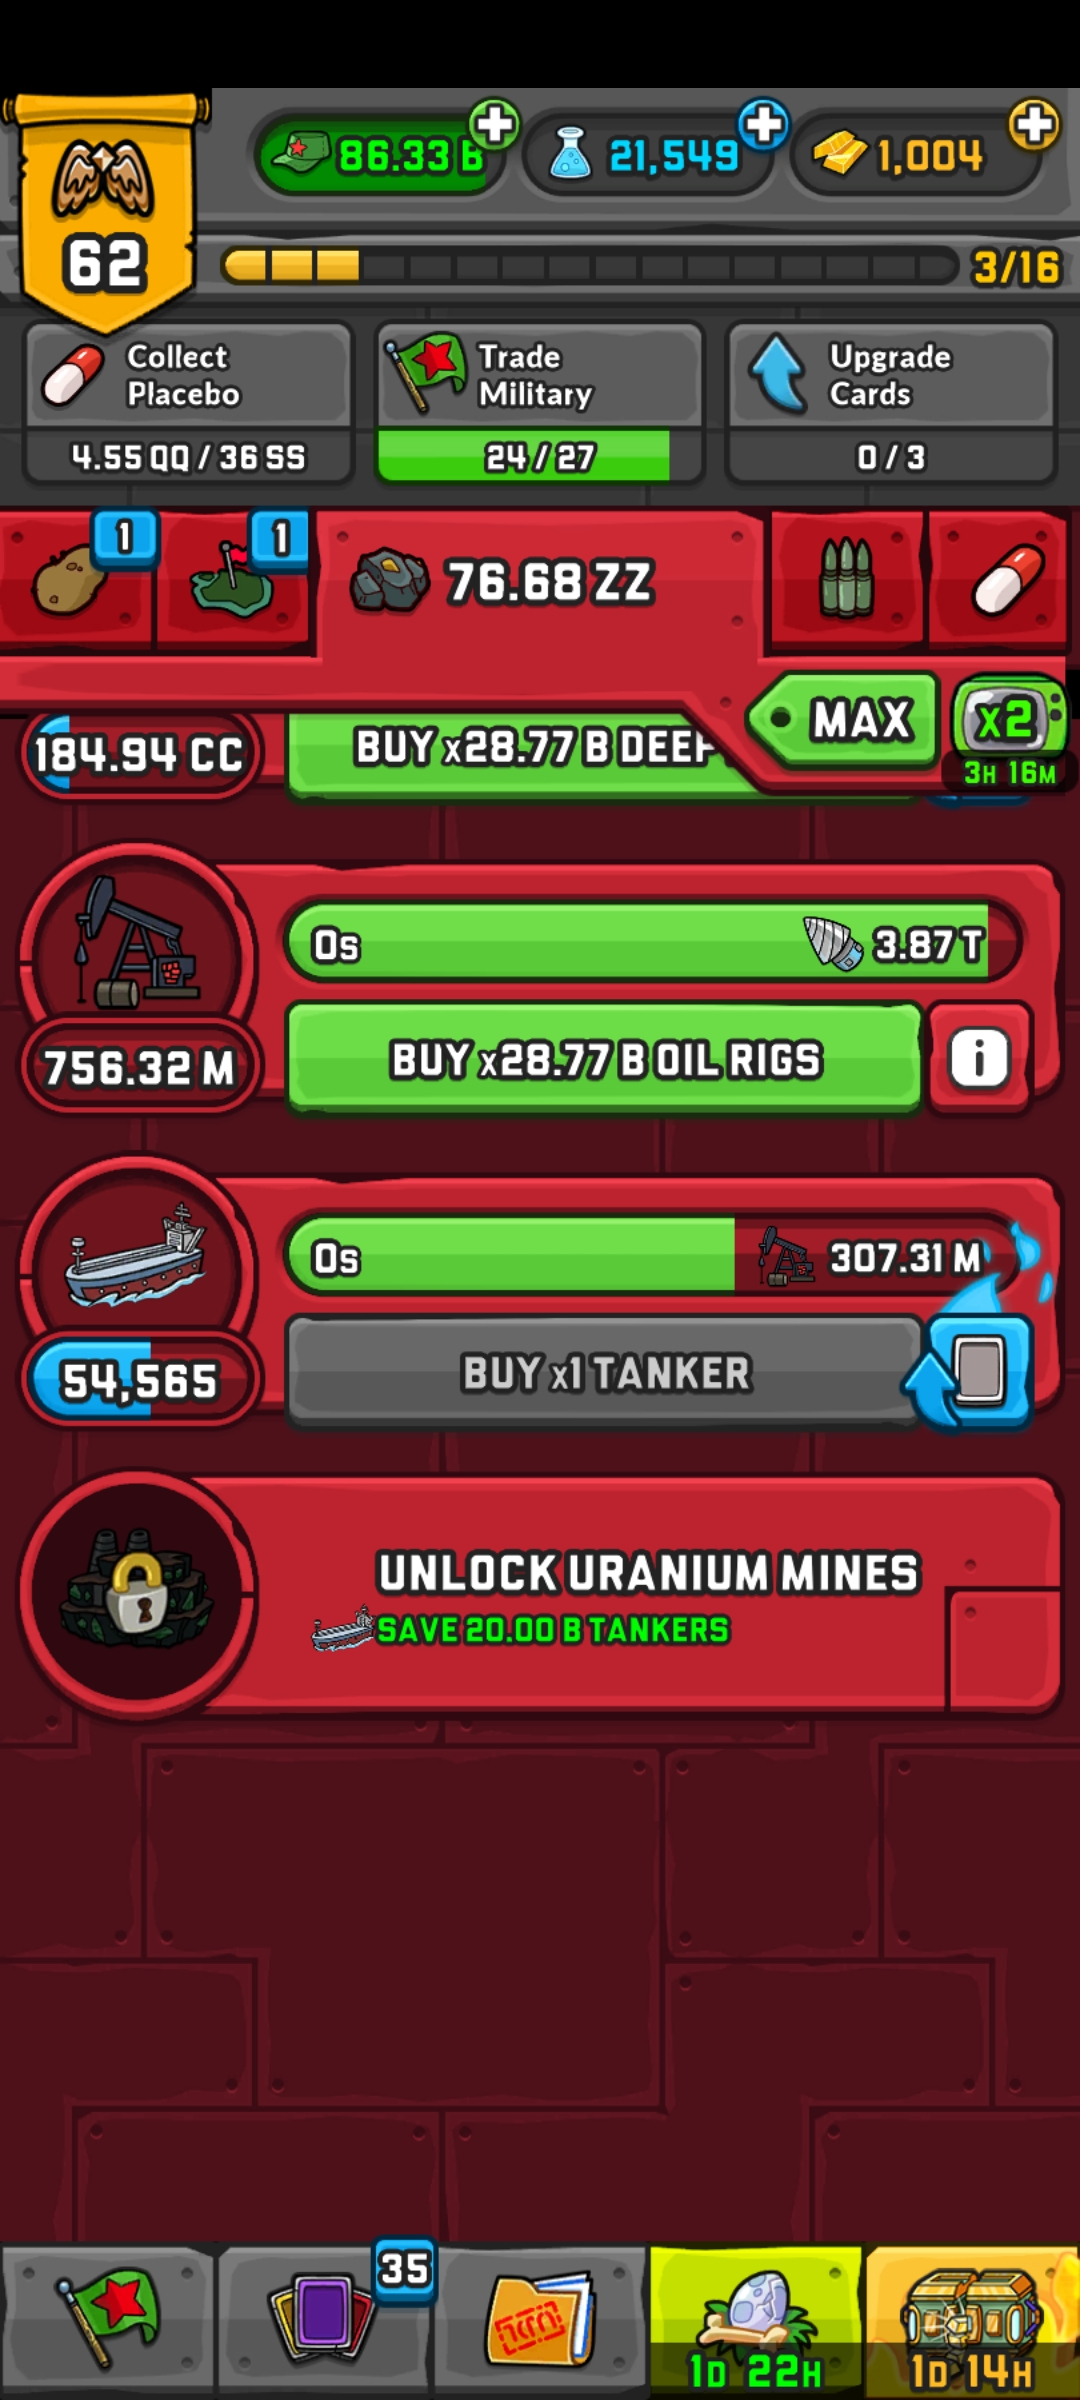 86.33 B
21,549
1,004
62
3/16
Collect
Placebo
Trade
Military
Upgrade
Cards
4.55 QQ / 36 SS
24 / 27
0 / 3
1
1
76.68 ZZ
MAX
x2
3H 16M
184.94 CC
BUY x28.77 B DEEP
0s
3.87 T
756.32 M
BUY x28.77 B OIL RIGS
i
0s
307.31 M
54,565
BUY x1 TANKER
UNLOCK URANIUM MINES
SAVE 20.00 B TANKERS
35
1D 22H
1D 14H